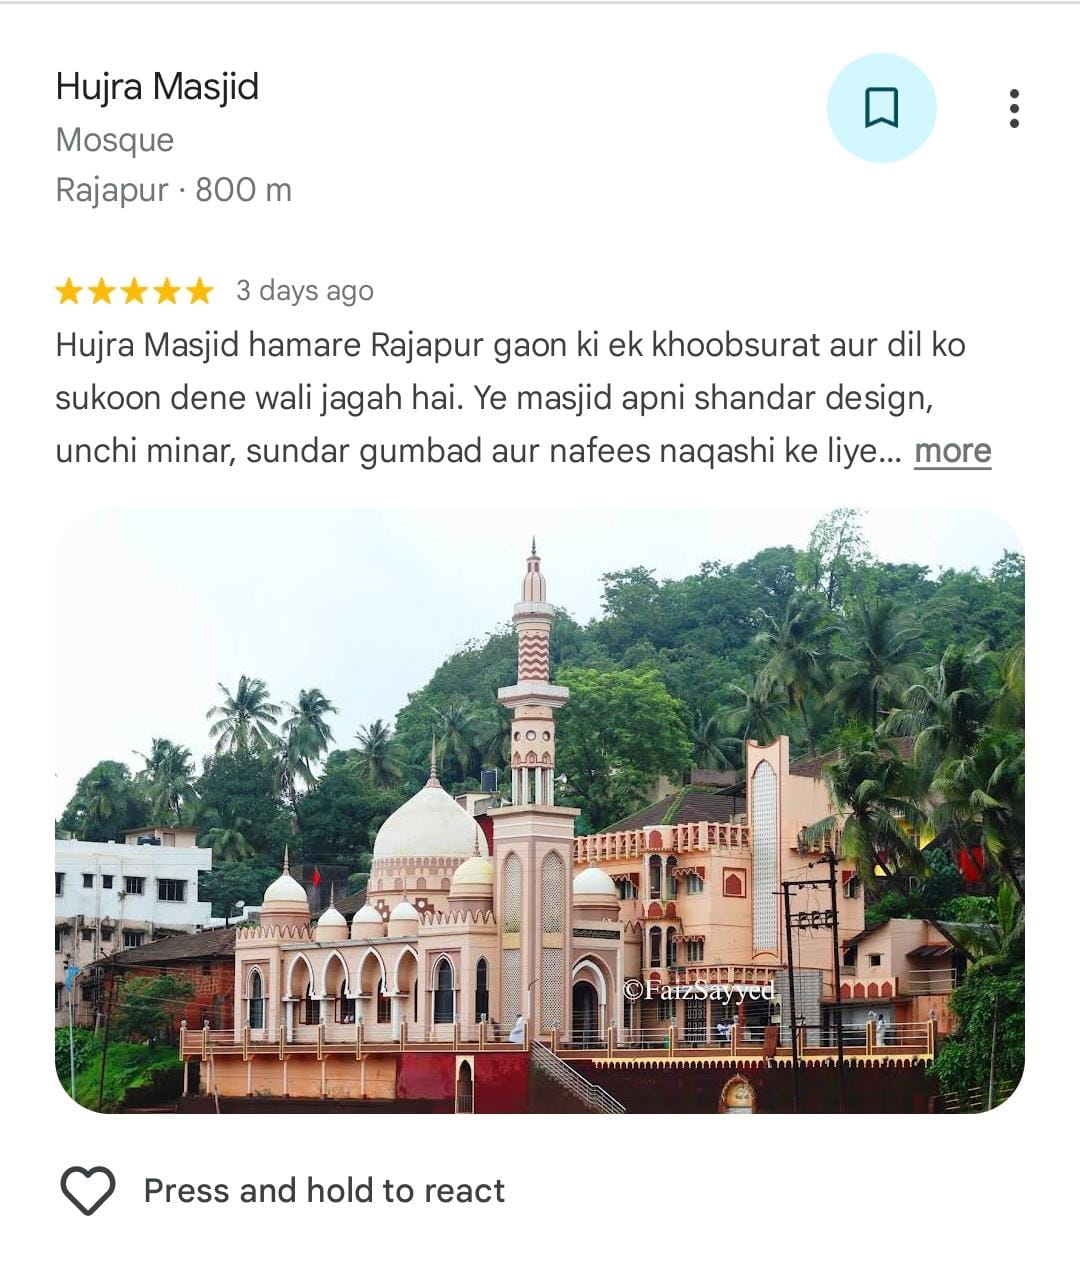 Hujra Masjid
Mosque
Rajapur · 800 m
3 days ago
Hujra Masjid hamare Rajapur gaon ki ek khoobsurat aur dil ko
sukoon dene wali jagah hai. Ye masjid apni shandar design,
unchi minar, sundar gumbad aur nafees naqashi ke liye... more
©FaizSayyed
Press and hold to react